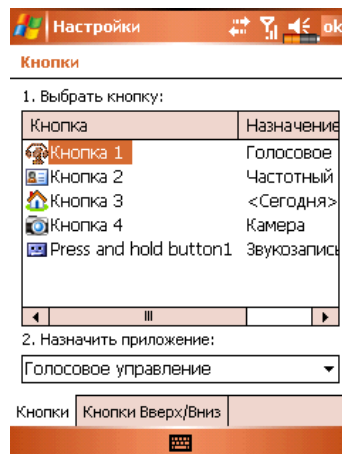 Настройки ok
Кнопки
1. Выбрать кнопку:
Кнопка Назначение
Кнопка 1 Голосовое
Кнопка 2 Частотный
Кнопка 3 <Сегодня>
Кнопка 4 Камера
Press and hold button1 Звукозапись
2. Назначить приложение:
Голосовое управление
Кнопки Кнопки Вверх/Вниз